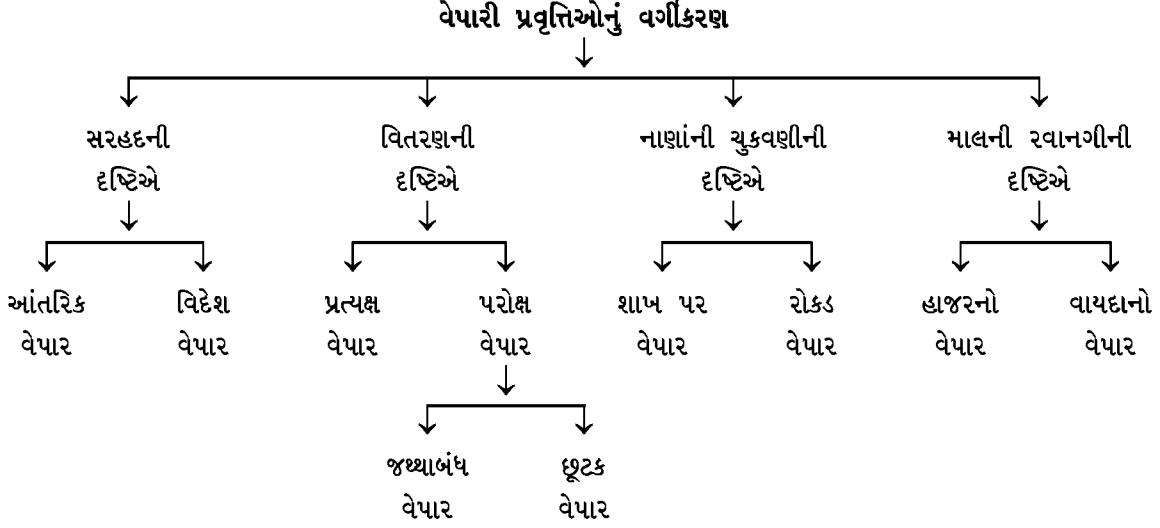 વેપારી પ્રવૃત્તિઓનું વર્ગીકરણ
સરહદની વિતરણની નાણાંની ચુકવણીની માલની રવાનગીની
દૃષ્ટિએ દૃષ્ટિએ દૃષ્ટિએ દૃષ્ટિએ
આંતરિક વિદેશ પ્રત્યક્ષ પરોક્ષ શાખ પર રોકડ હાજરનો વાયદાનો
વેપાર વેપાર વેપાર વેપાર વેપાર વેપાર વેપાર વેપાર
જથ્થાબંધ છૂટક
વેપાર વેપાર